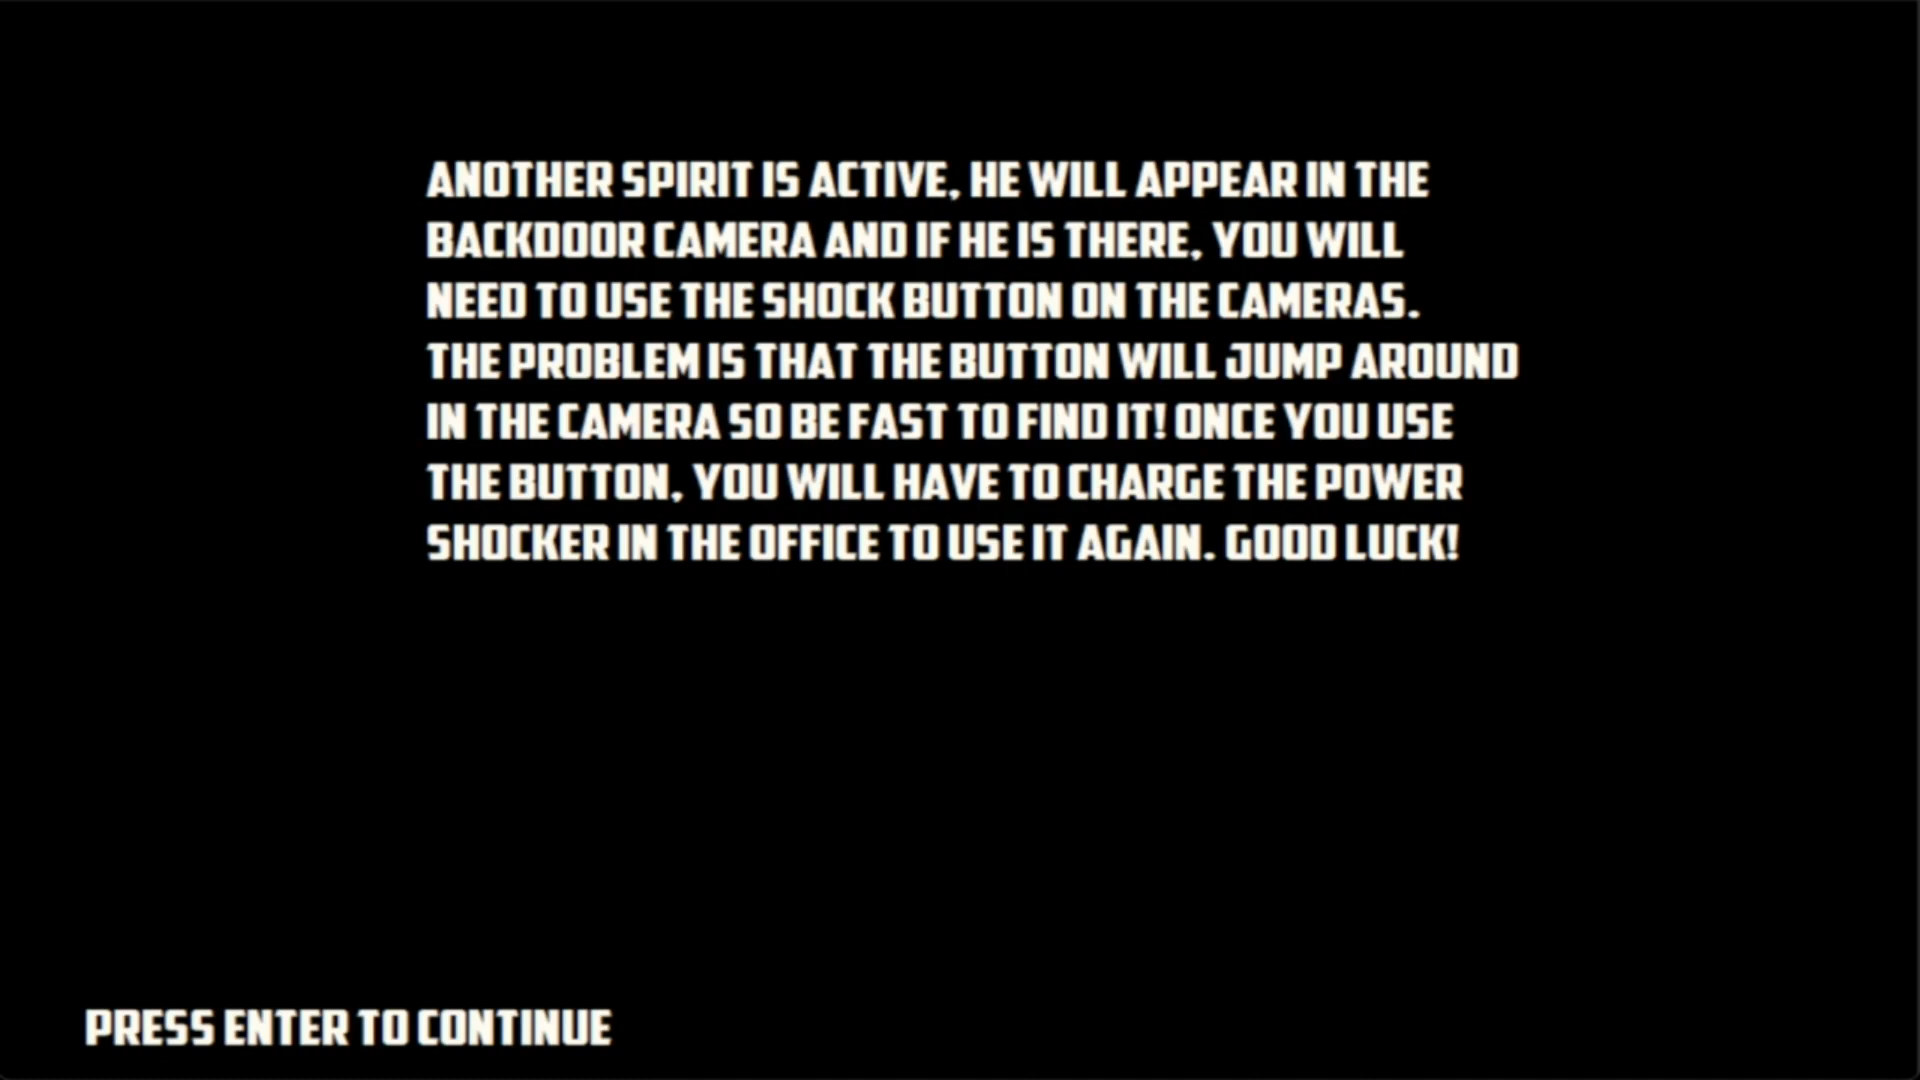 ANOTHER SPIRIT IS ACTIVE, HE WILL APPEAR IN THE
BACKDOOR CAMERA AND IF HE IS THERE, YOU WILL
NEED TO USE THE SHOCK BUTTON ON THE CAMERAS.
THE PROBLEM IS THAT THE BUTTON WILL JUMP AROUND
IN THE CAMERA SO BE FAST TO FIND IT! ONCE YOU USE
THE BUTTON, YOU WILL HAVE TO CHARGE THE POWER
SHOCKER IN THE OFFICE TO USE IT AGAIN. GOOD LUCK!
PRESS ENTER TO CONTINUE